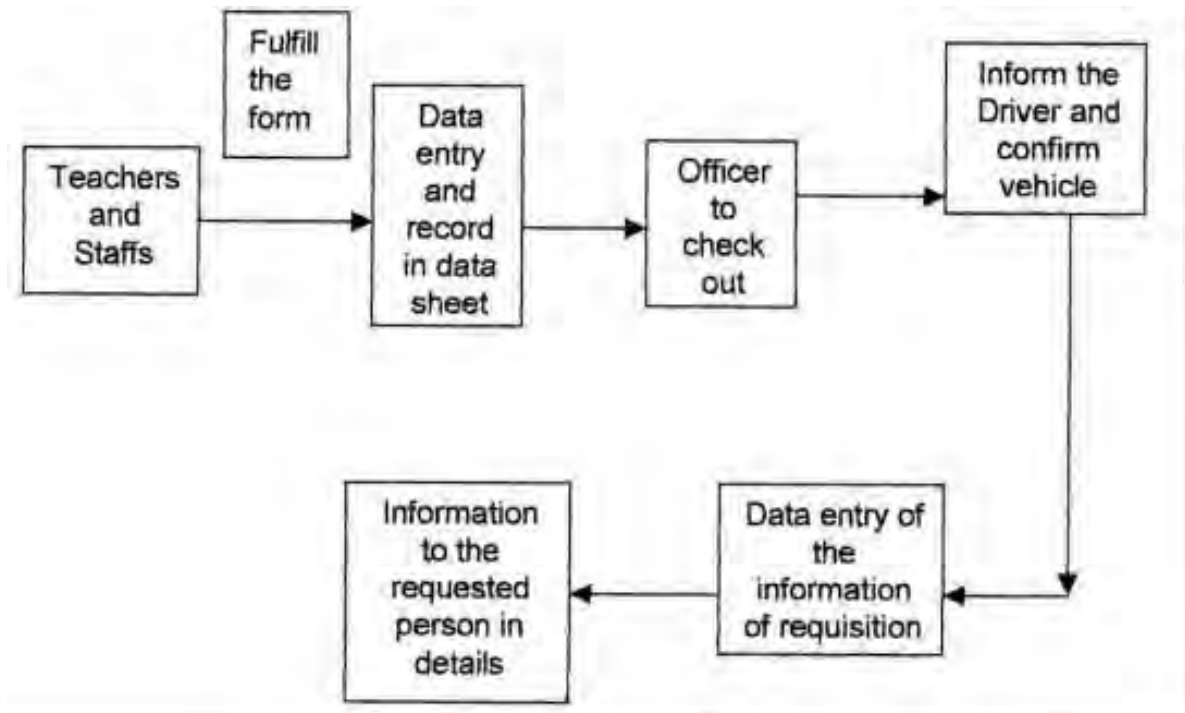 Fulfill
the
form
Teachers
and
Staffs
Data
entry
and
record
in data
sheet
Officer
to
check
out
Inform the
Driver and
confirm
vehicle
Data entry of
the
information
of requisition
Information
to the
requested
person in
details